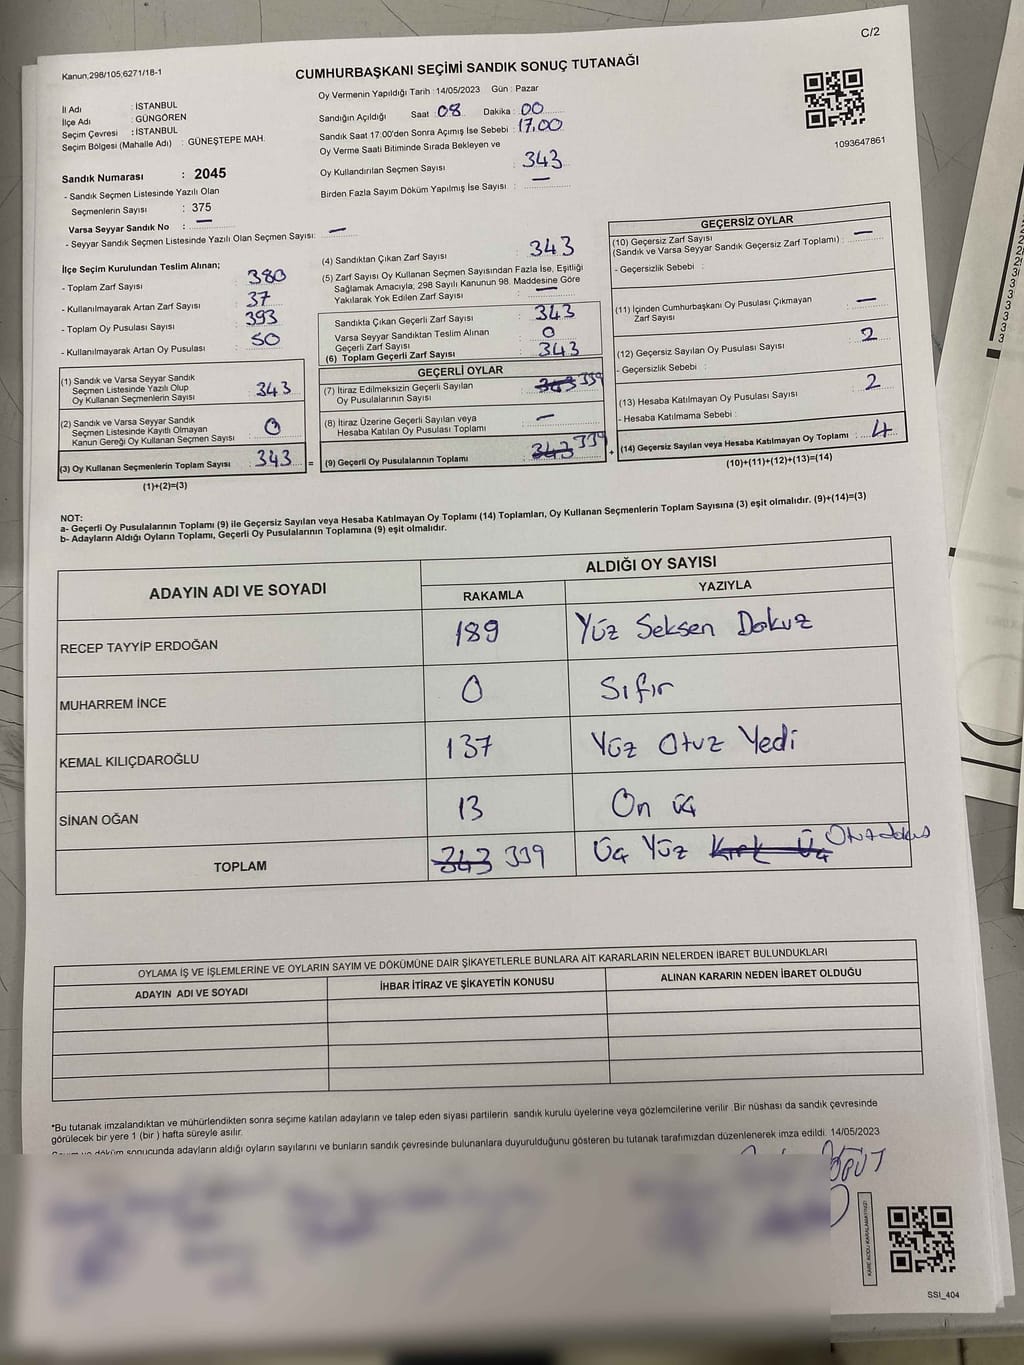 C/2
Kanun,298/105;6271/18-1
CUMHURBAŞKANI SEÇİMİ SANDIK SONUÇ TUTANAĞI
İl Adı : İSTANBUL
İlçe Adı : GÜNGÖREN
Seçim Çevresi : İSTANBUL
Seçim Bölgesi (Mahalle Adı) : GÜNEŞTEPE MAH.
Oy Vermenin Yapıldığı Tarih : 14/05/2023 Gün : Pazar
Sandığın Açıldığı Saat : 08 Dakika : 00
Sandık Saat 17:00'den Sonra Açımış İse Sebebi : 17.00
Oy Verme Saati Bitiminde Sırada Bekleyen ve
Oy Kullandırılan Seçmen Sayısı : 343
Birden Fazla Sayım Döküm Yapılmış İse Sayısı : —
1093647861
Sandık Numarası : 2045
- Sandık Seçmen Listesinde Yazılı Olan
Seçmenlerin Sayısı : 375
Varsa Seyyar Sandık No : —
- Seyyar Sandık Seçmen Listesinde Yazılı Olan Seçmen Sayısı: —
İlçe Seçim Kurulundan Teslim Alınan;
- Toplam Zarf Sayısı : 380
- Kullanılmayarak Artan Zarf Sayısı : 37
- Toplam Oy Pusulası Sayısı : 393
- Kullanılmayarak Artan Oy Pusulası : 50
(1) Sandık ve Varsa Seyyar Sandık
Seçmen Listesinde Yazılı Olup
Oy Kullanan Seçmenlerin Sayısı : 343
(2) Sandık ve Varsa Seyyar Sandık
Seçmen Listesinde Kayıtlı Olmayan
Kanun Gereği Oy Kullanan Seçmen Sayısı : 0
(3) Oy Kullanan Seçmenlerin Toplam Sayısı : 343 =
(1)+(2)=(3)
(4) Sandıktan Çıkan Zarf Sayısı : 343
(5) Zarf Sayısı Oy Kullanan Seçmen Sayısından Fazla İse, Eşitliği
Sağlamak Amacıyla; 298 Sayılı Kanunun 98. Maddesine Göre
Yakılarak Yok Edilen Zarf Sayısı : —
Sandıkta Çıkan Geçerli Zarf Sayısı : 343
Varsa Seyyar Sandıktan Teslim Alınan
Geçerli Zarf Sayısı : 0
(6) Toplam Geçerli Zarf Sayısı : 343
GEÇERLİ OYLAR
(7) İtiraz Edilmeksizin Geçerli Sayılan
Oy Pusulalarının Sayısı : 343 339
(8) İtiraz Üzerine Geçerli Sayılan veya
Hesaba Katılan Oy Pusulası Toplamı : —
(9) Geçerli Oy Pusulalarının Toplamı : 343 339 +
GEÇERSİZ OYLAR
(10) Geçersiz Zarf Sayısı
(Sandık ve Varsa Seyyar Sandık Geçersiz Zarf Toplamı) : —
- Geçersizlik Sebebi :
(11) İçinden Cumhurbaşkanı Oy Pusulası Çıkmayan
Zarf Sayısı : —
(12) Geçersiz Sayılan Oy Pusulası Sayısı : 2
- Geçersizlik Sebebi :
(13) Hesaba Katılmayan Oy Pusulası Sayısı : 2
- Hesaba Katılmama Sebebi :
(14) Geçersiz Sayılan veya Hesaba Katılmayan Oy Toplamı : 4
(10)+(11)+(12)+(13)=(14)
NOT:
a- Geçerli Oy Pusulalarının Toplamı (9) ile Geçersiz Sayılan veya Hesaba Katılmayan Oy Toplamı (14) Toplamları, Oy Kullanan Seçmenlerin Toplam Sayısına (3) eşit olmalıdır. (9)+(14)=(3)
b- Adayların Aldığı Oyların Toplamı, Geçerli Oy Pusulalarının Toplamına (9) eşit olmalıdır.
ADAYIN ADI VE SOYADI
ALDIĞI OY SAYISI
RAKAMLA YAZIYLA
RECEP TAYYİP ERDOĞAN 189 Yüz Seksen Dokuz
MUHARREM İNCE 0 Sıfır
KEMAL KILIÇDAROĞLU 137 Yüz Otuz Yedi
SİNAN OĞAN 13 On üç
TOPLAM 343 339 Üç Yüz Kırk Üç Otuzdokuz
OYLAMA İŞ VE İŞLEMLERİNE VE OYLARIN SAYIM VE DÖKÜMÜNE DAİR ŞİKAYETLERLE BUNLARA AİT KARARLARIN NELERDEN İBARET BULUNDUKLARI
ADAYIN ADI VE SOYADI İHBAR İTİRAZ VE ŞİKAYETİN KONUSU ALINAN KARARIN NEDEN İBARET OLDUĞU
*Bu tutanak imzalandıktan ve mühürlendikten sonra seçime katılan adayların ve talep eden siyasi partilerin sandık kurulu üyelerine veya gözlemcilerine verilir .Bir nüshası da sandık çevresinde
görülecek bir yere 1 (bir ) hafta süreyle asılır.
döküm sonucunda adayların aldığı oyların sayılarını ve bunların sandık çevresinde bulunanlara duyurulduğunu gösteren bu tutanak tarafımızdan düzenlenerek imza edildi. 14/05/2023
KARE KODU KARALAMAYINIZ!
SSİ_404